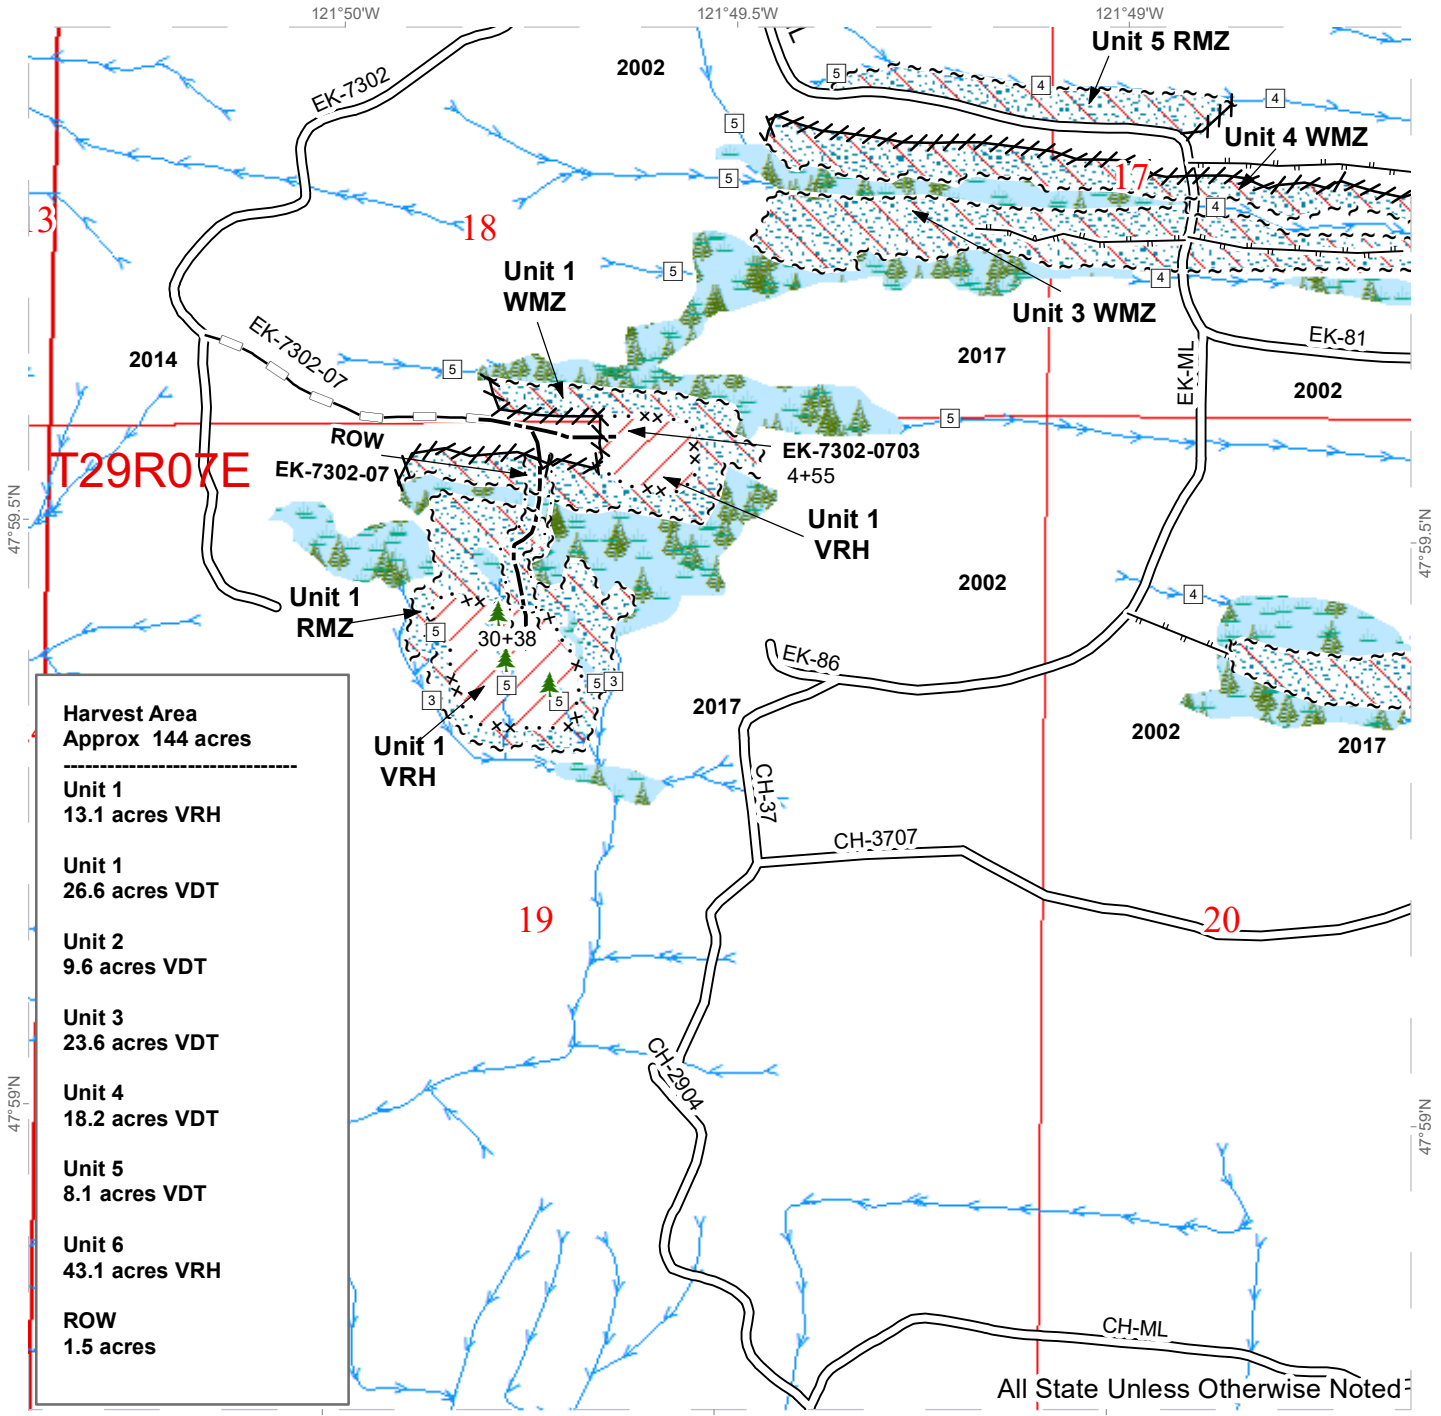 121°50'W
121°49.5'W
121°49'W
EK-7302
2002
5
4
Unit 5 RMZ
4
5
Unit 4 WMZ
17
5
4
13
18
5
4
Unit 1
WMZ
Unit 3 WMZ
EK-7302-07
2014
5
2017
EK-ML
EK-81
2002
5
ROW
EK-7302-07
EK-7302-0703
4+55
T29R07E
47°59.5'N
47°59.5'N
Unit 1
VRH
2002
4
Unit 1
RMZ
5
30+38
EK-86
5
5
3
3
5
2017
2002
2017
Unit 1
VRH
CH-37
CH-3707
19
20
CH-2904
47°59'N
47°59'N
CH-ML
Harvest Area
Approx 144 acres
--------------------------------
Unit 1
13.1 acres VRH
Unit 1
26.6 acres VDT
Unit 2
9.6 acres VDT
Unit 3
23.6 acres VDT
Unit 4
18.2 acres VDT
Unit 5
8.1 acres VDT
Unit 6
43.1 acres VRH
ROW
1.5 acres
All State Unless Otherwise Noted